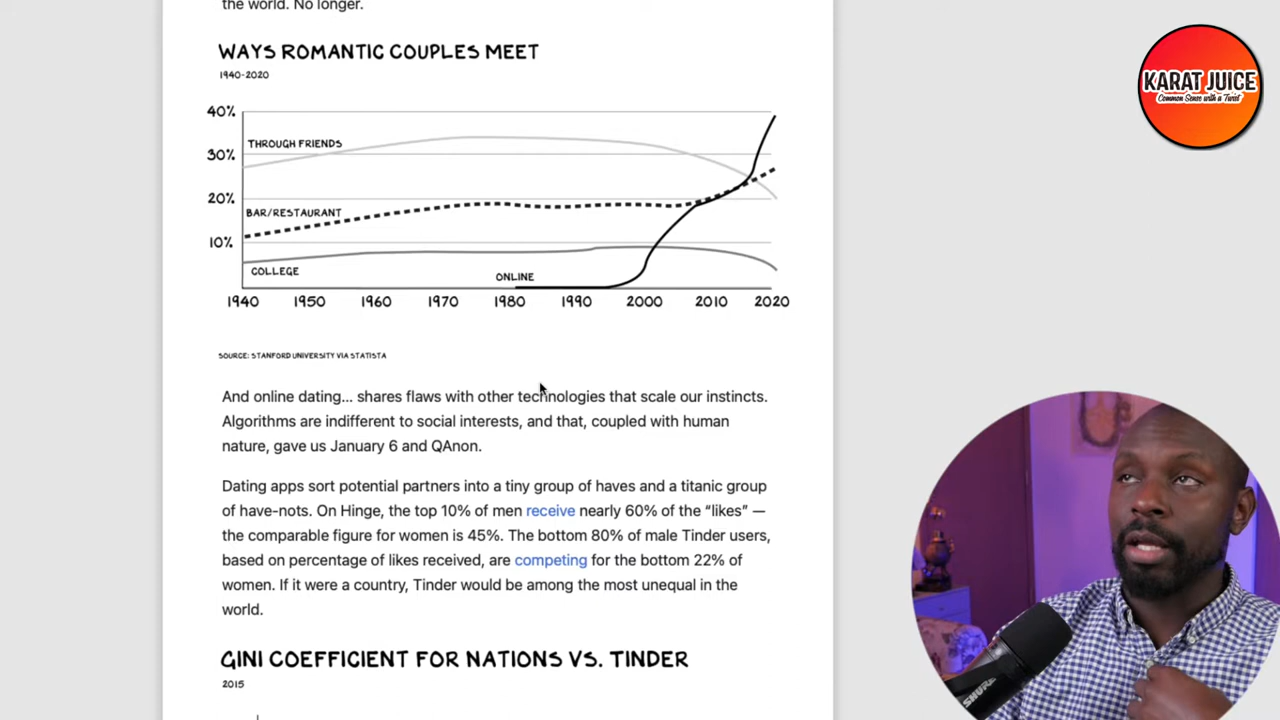 the world. No longer.
WAYS ROMANTIC COUPLES MEET
1940-2020
40%
THROUGH FRIENDS
30%
20%
BAR/RESTAURANT
10%
COLLEGE
ONLINE
1940 1950 1960 1970 1980 1990 2000 2010 2020
SOURCE: STANFORD UNIVERSITY VIA STATISTA
And online dating... shares flaws with other technologies that scale our instincts.
Algorithms are indifferent to social interests, and that, coupled with human
nature, gave us January 6 and QAnon.
Dating apps sort potential partners into a tiny group of haves and a titanic group
of have-nots. On Hinge, the top 10% of men receive nearly 60% of the “likes” —
the comparable figure for women is 45%. The bottom 80% of male Tinder users,
based on percentage of likes received, are competing for the bottom 22% of
women. If it were a country, Tinder would be among the most unequal in the
world.
GINI COEFFICIENT FOR NATIONS VS. TINDER
2015
KARAT JUICE
Common Sense with a Twist
SHURE